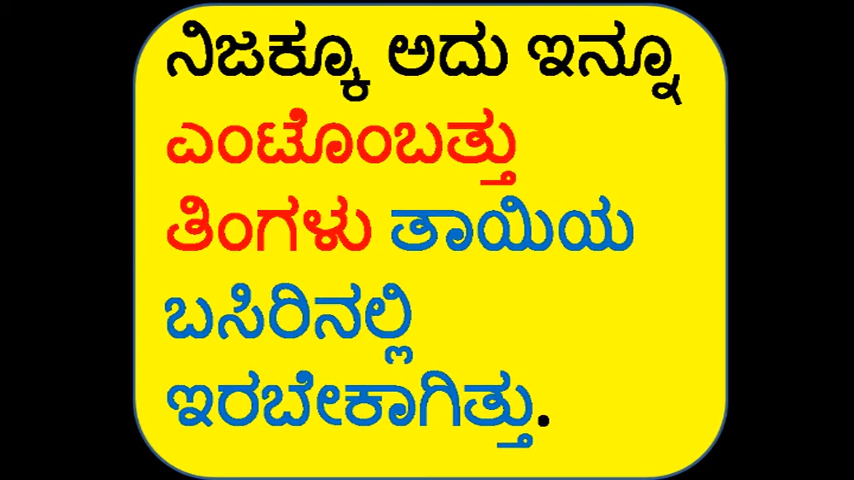 ನಿಜಕ್ಕೂ ಅದು ಇನ್ನೂ
ಎಂಟೊಂಬತ್ತು
ತಿಂಗಳು ತಾಯಿಯ
ಬಸಿರಿನಲ್ಲಿ
ಇರಬೇಕಾಗಿತ್ತು.